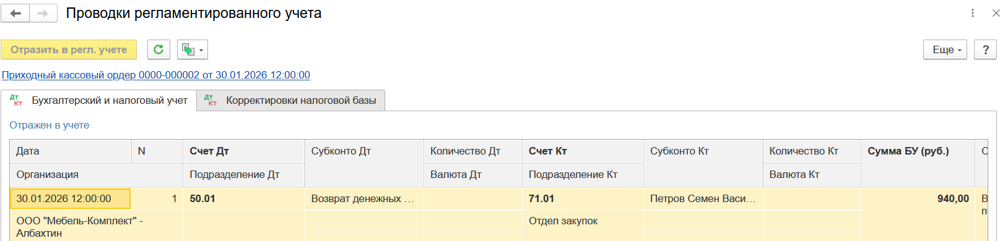 Проводки регламентированного учета
Отразить в регл. учете
Еще
?
Приходный кассовый ордер 0000-000002 от 30.01.2026 12:00:00
Дт Кт Бухгалтерский и налоговый учет
Дт Кт Корректировки налоговой базы
Отражен в учете
Дата N Счет Дт Субконто Дт Количество Дт Счет Кт Субконто Кт Количество Кт Сумма БУ (руб.) С
Организация Подразделение Дт Валюта Дт Подразделение Кт Валюта Кт
30.01.2026 12:00:00 1 50.01 Возврат денежных ... 71.01 Петров Семен Васи... 940,00 В
п
ООО "Мебель-Комплект" - Отдел закупок
Албахтин